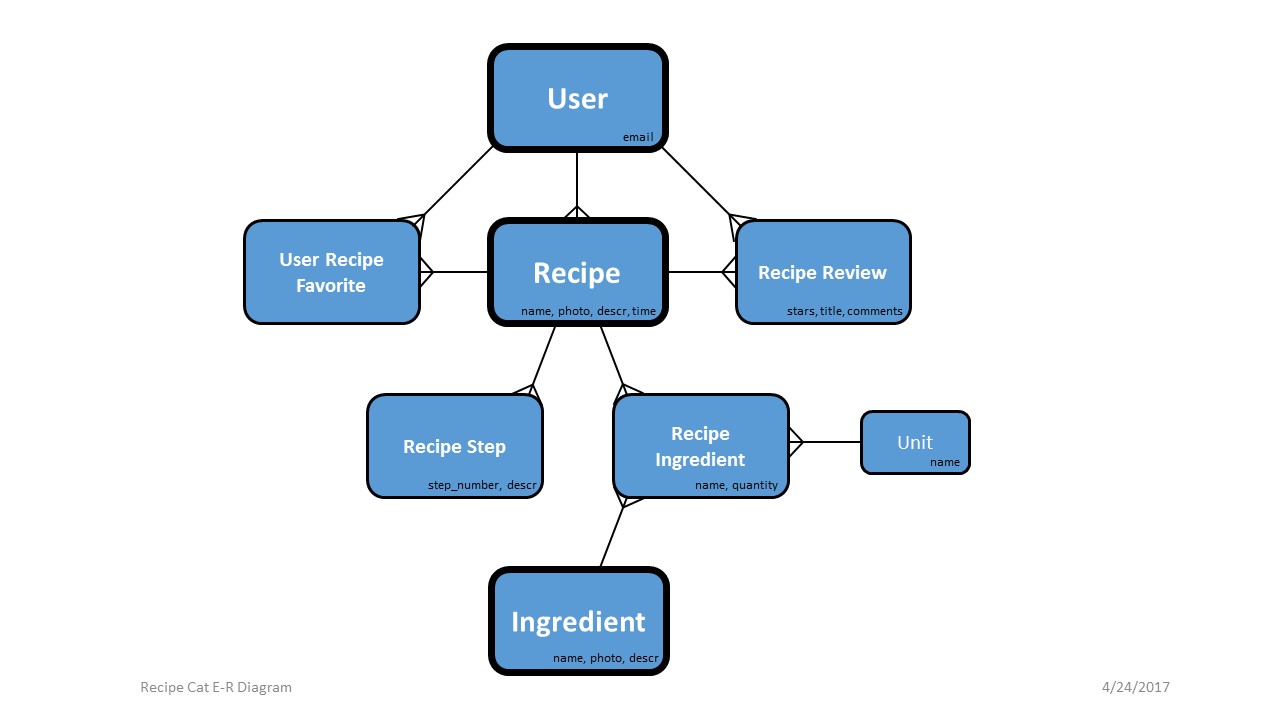 User
email
User Recipe
Favorite
Recipe
name, photo, descr, time
Recipe Review
stars, title, comments
Recipe Step
step_number, descr
Recipe
Ingredient
name, quantity
Unit
name
Ingredient
name, photo, descr
Recipe Cat E-R Diagram
4/24/2017